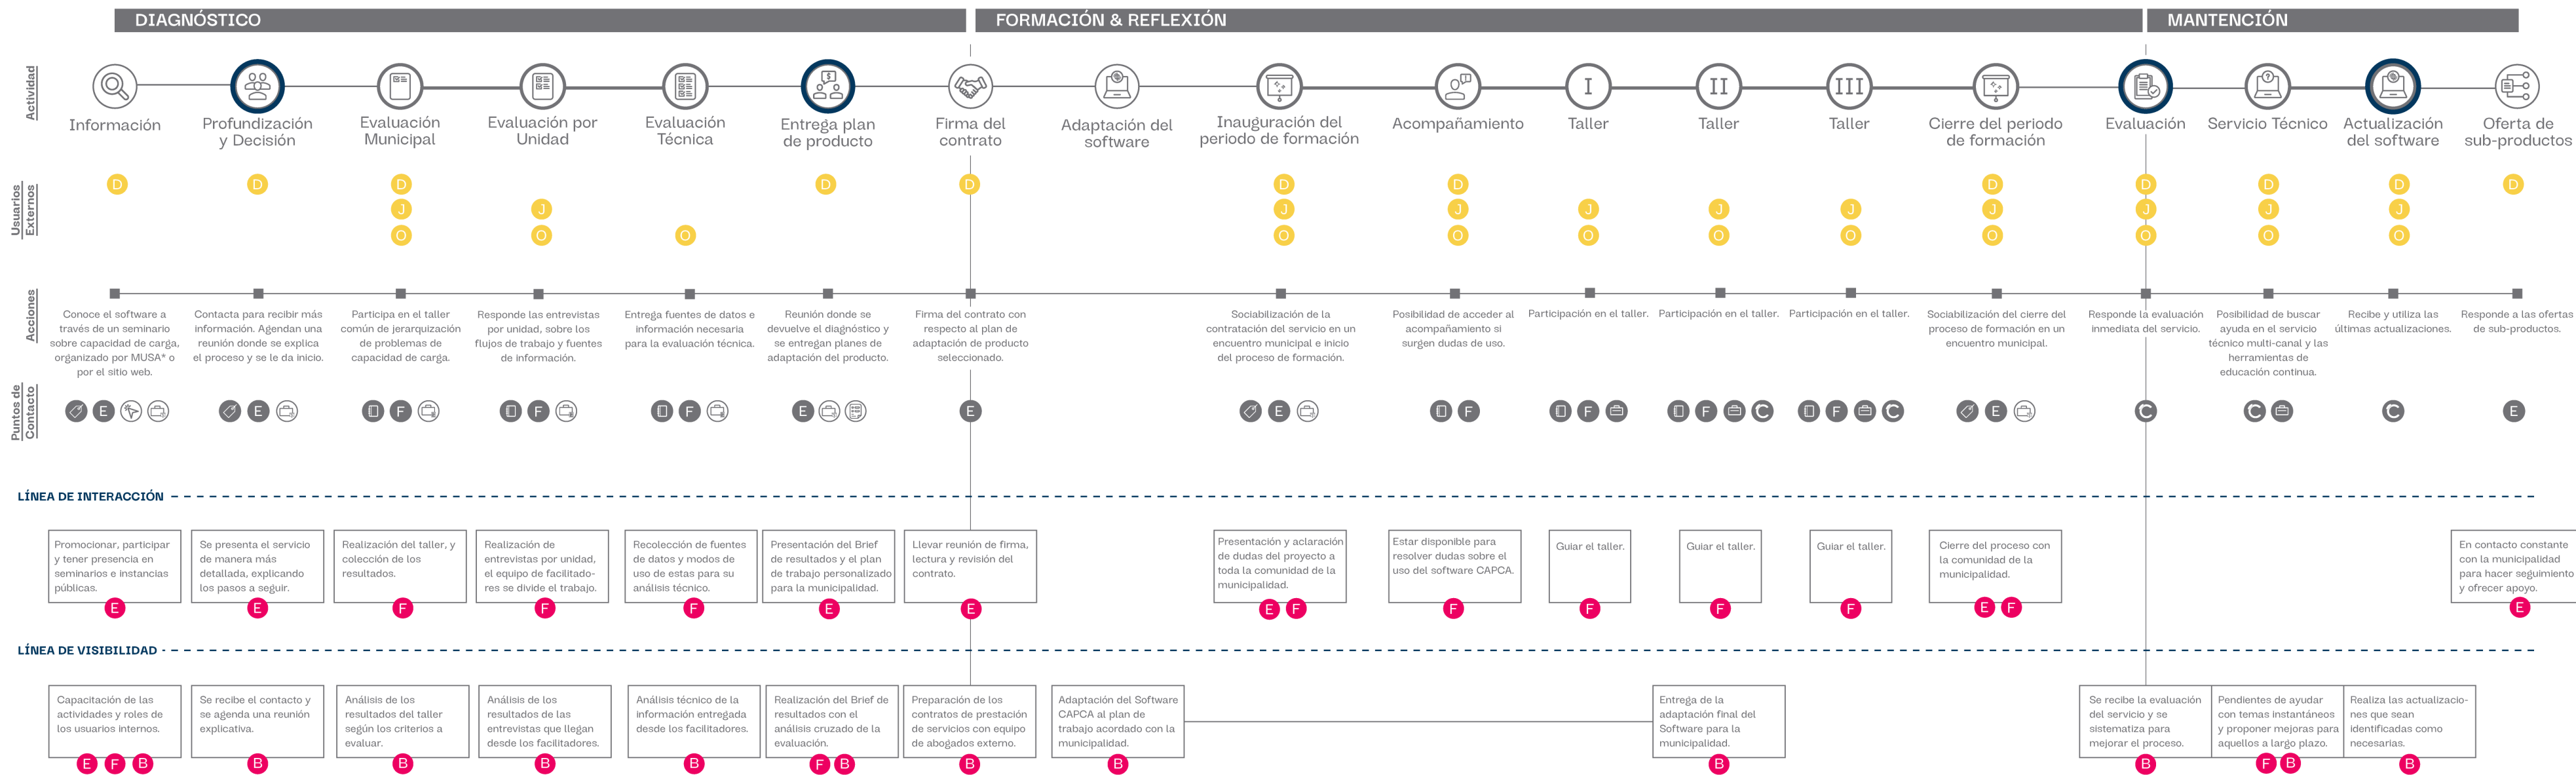 DIAGNÓSTICO
FORMACIÓN & REFLEXIÓN
MANTENCIÓN
Actividad
I
II
III
Información
Profundización
y Decisión
Evaluación
Municipal
Evaluación por
Unidad
Evaluación
Técnica
Entrega plan
de producto
Firma del
contrato
Adaptación del
software
Inauguración del
periodo de formación
Acompañamiento
Taller
Taller
Taller
Cierre del periodo
de formación
Evaluación
Servicio Técnico
Actualización
del software
Oferta de
sub-productos
Usuarios
Externos
D D D D D D D D D D D D
J J J J J J J J J J J
O O O O O O O O O O O O
Acciones
Conoce el software a
través de un seminario
sobre capacidad de carga,
organizado por MUSA* o
por el sitio web.
Contacta para recibir más
información. Agendan una
reunión donde se explica
el proceso y se le da inicio.
Participa en el taller
común de jerarquización
de problemas de
capacidad de carga.
Responde las entrevistas
por unidad, sobre los
flujos de trabajo y fuentes
de información.
Entrega fuentes de datos e
información necesaria
para la evaluación técnica.
Reunión donde se
devuelve el diagnóstico y
se entregan planes de
adaptación del producto.
Firma del contrato con
respecto al plan de
adaptación de producto
seleccionado.
Sociabilización de la
contratación del servicio en un
encuentro municipal e inicio
del proceso de formación.
Posibilidad de acceder al
acompañamiento si
surgen dudas de uso.
Participación en el taller.
Participación en el taller.
Participación en el taller.
Sociabilización del cierre del
proceso de formación en un
encuentro municipal.
Responde la evaluación
inmediata del servicio.
Posibilidad de buscar
ayuda en el servicio
técnico multi-canal y las
herramientas de
educación continua.
Recibe y utiliza las
últimas actualizaciones.
Responde a las ofertas
de sub-productos.
Puntos de
Contacto
E E F F F E E E F F F C F C E C C C E
LÍNEA DE INTERACCIÓN
Promocionar, participar
y tener presencia en
seminarios e instancias
públicas.
E
Se presenta el servicio
de manera más
detallada, explicando
los pasos a seguir.
E
Realización del taller, y
colección de los
resultados.
F
Realización de
entrevistas por unidad,
el equipo de facilitado-
res se divide el trabajo.
F
Recolección de fuentes
de datos y modos de
uso de estas para su
análisis técnico.
F
Presentación del Brief
de resultados y el plan
de trabajo personalizado
para la municipalidad.
E
Llevar reunión de firma,
lectura y revisión del
contrato.
E
Presentación y aclaración
de dudas del proyecto a
toda la comunidad de la
municipalidad.
E F
Estar disponible para
resolver dudas sobre el
uso del software CAPCA.
F
Guiar el taller.
F
Guiar el taller.
F
Guiar el taller.
F
Cierre del proceso con
la comunidad de la
municipalidad.
E F
En contacto constante
con la municipalidad
para hacer seguimiento
y ofrecer apoyo.
E
LÍNEA DE VISIBILIDAD
Capacitación de las
actividades y roles de
los usuarios internos.
E F B
Se recibe el contacto y
se agenda una reunión
explicativa.
B
Análisis de los
resultados del taller
según los criterios a
evaluar.
B
Análisis de los
resultados de las
entrevistas que llegan
desde los facilitadores.
B
Análisis técnico de la
información entregada
desde los facilitadores.
B
Realización del Brief de
resultados con el
análisis cruzado de la
evaluación.
F B
Preparación de los
contratos de prestación
de servicios con equipo
de abogados externo.
B
Adaptación del Software
CAPCA al plan de
trabajo acordado con la
municipalidad.
B
Entrega de la
adaptación final del
Software para la
municipalidad.
B
Se recibe la evaluación
del servicio y se
sistematiza para
mejorar el proceso.
B
Pendientes de ayudar
con temas instantáneos
y proponer mejoras para
aquellos a largo plazo.
F B
Realiza las actualizacio-
nes que sean
identificadas como
necesarias.
B